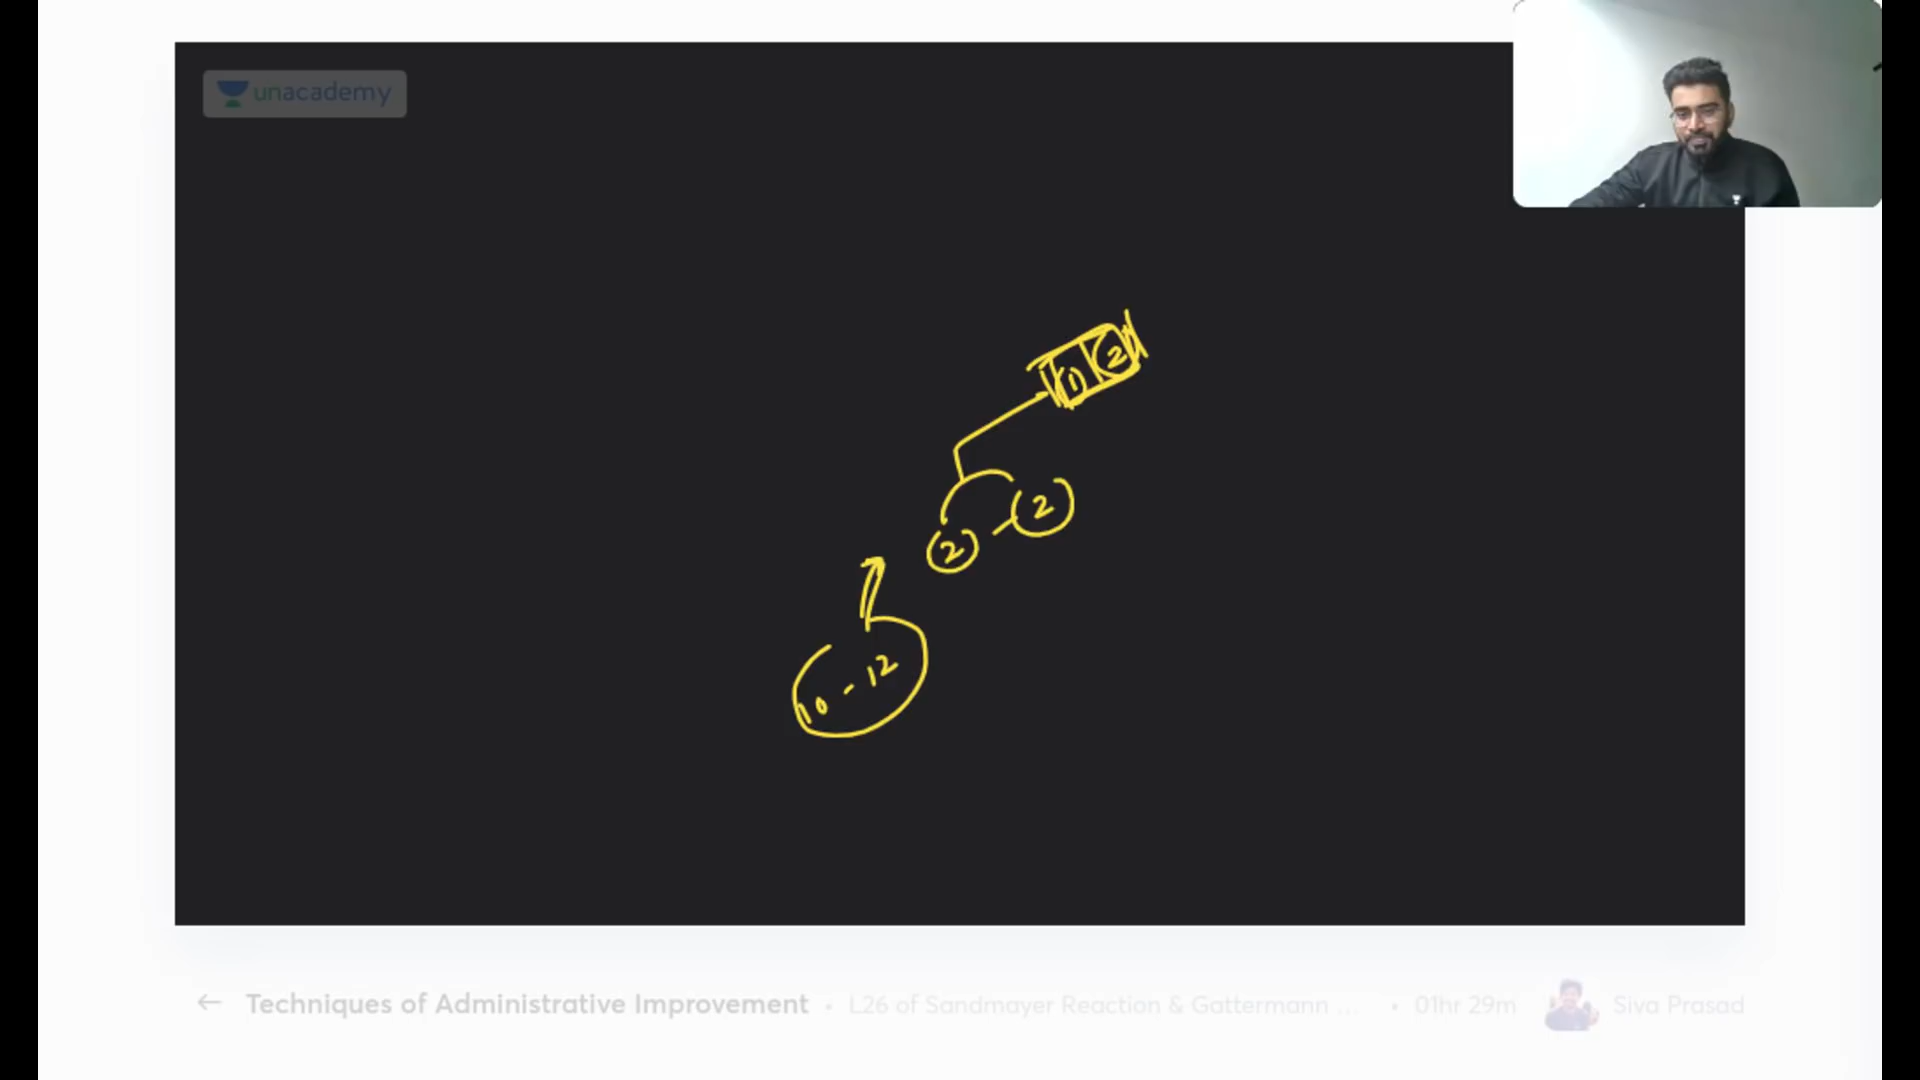 unacademy
1 2
2 - 2
10 - 12
Techniques of Administrative Improvement • L26 of Sandmayer Reaction & Gattermann ... • 01hr 29m Siva Prasad